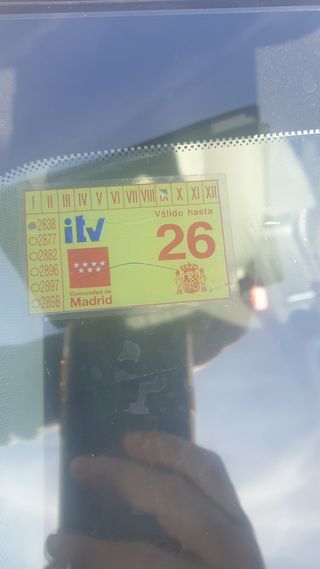 I II III IV V VI VII VIII IX X XI XII
2838
2877
2882
2896
2897
2898
itv
Válido hasta
26
Comunidad de
Madrid